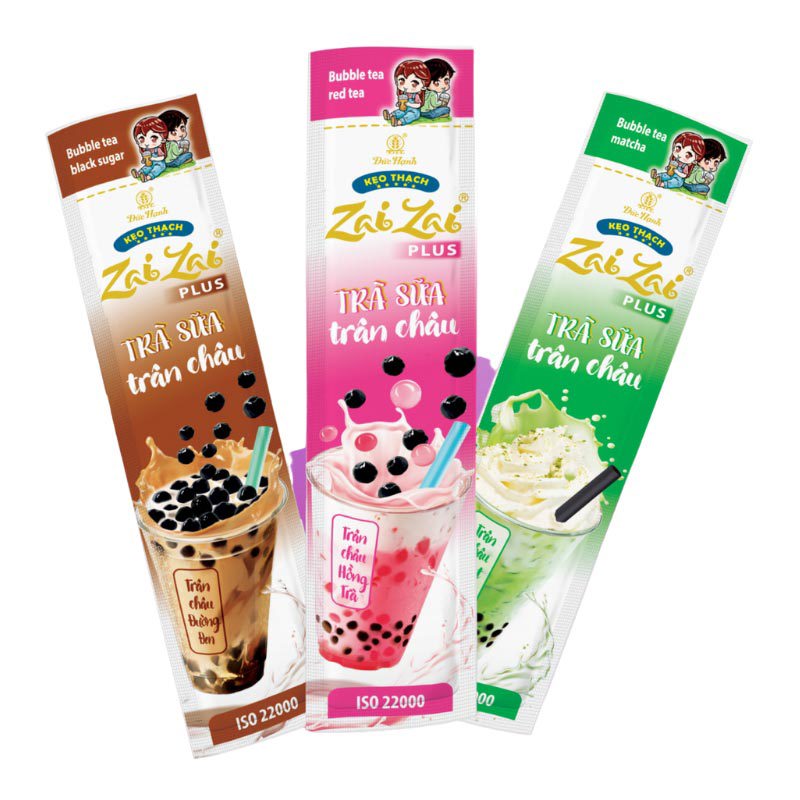 Bubble tea
black sugar
Đức Hạnh
KẸO THẠCH
Zai Zai®
PLUS
TRÀ SỮA
trân châu
Trân
châu
Đường
Đen
ISO 22000
Bubble tea
red tea
Đức Hạnh
KẸO THẠCH
Zai Zai®
PLUS
TRÀ SỮA
trân châu
Trân
châu
Hồng
Trà
ISO 22000
Bubble tea
matcha
Đức Hạnh
KẸO THẠCH
Zai Zai®
PLUS
TRÀ SỮA
trân châu